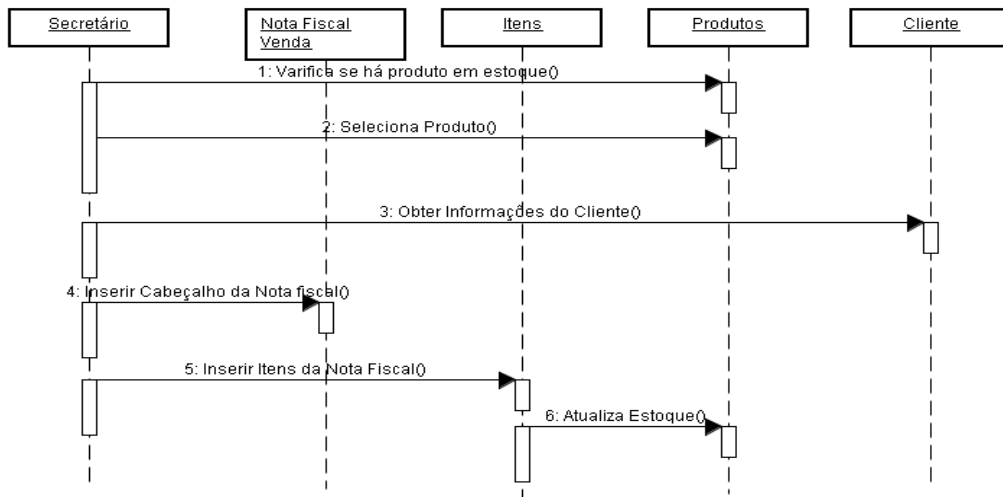 Secretário
Nota Fiscal
Venda
Itens
Produtos
Cliente
1: Varifica se há produto em estoque()
2: Seleciona Produto()
3: Obter Informações do Cliente()
4: Inserir Cabeçalho da Nota fiscal()
5: Inserir Itens da Nota Fiscal()
6: Atualiza Estoque()